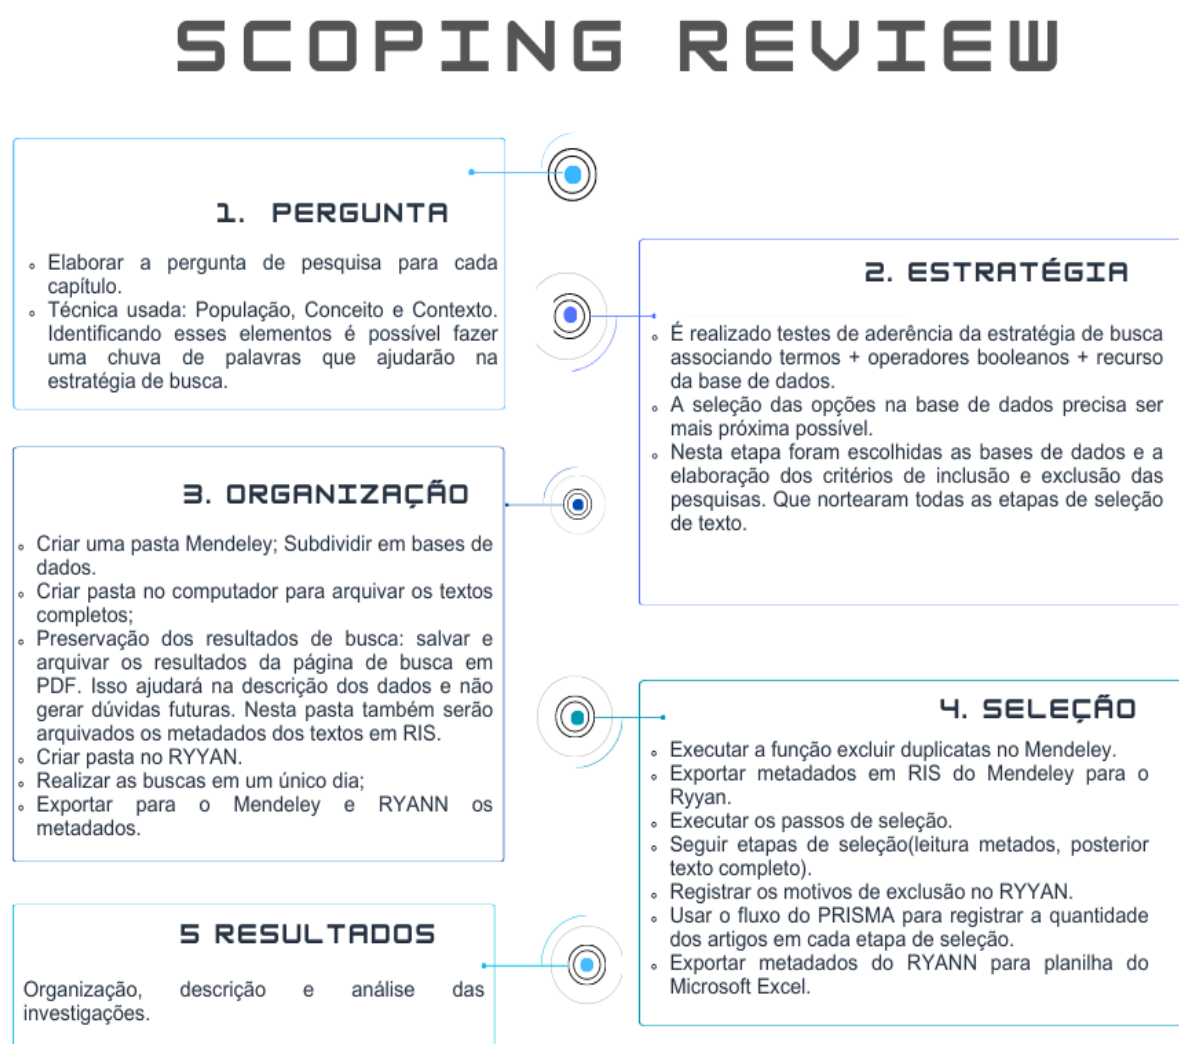 SCOPING REVIEW
1. PERGUNTA
Elaborar a pergunta de pesquisa para cada
capítulo.
Técnica usada: População, Conceito e Contexto.
Identificando esses elementos é possível fazer
uma chuva de palavras que ajudarão na
estratégia de busca.
2. ESTRATÉGIA
É realizado testes de aderência da estratégia de busca
associando termos + operadores booleanos + recurso
da base de dados.
A seleção das opções na base de dados precisa ser
mais próxima possível.
Nesta etapa foram escolhidas as bases de dados e a
elaboração dos critérios de inclusão e exclusão das
pesquisas. Que nortearam todas as etapas de seleção
de texto.
3. ORGANIZAÇÃO
Criar uma pasta Mendeley; Subdividir em bases de
dados.
Criar pasta no computador para arquivar os textos
completos;
Preservação dos resultados de busca: salvar e
arquivar os resultados da página de busca em
PDF. Isso ajudará na descrição dos dados e não
gerar dúvidas futuras. Nesta pasta também serão
arquivados os metadados dos textos em RIS.
Criar pasta no RYYAN.
Realizar as buscas em um único dia;
Exportar para o Mendeley e RYANN os
metadados.
4. SELEÇÃO
Executar a função excluir duplicatas no Mendeley.
Exportar metadados em RIS do Mendeley para o
Ryyan.
Executar os passos de seleção.
Seguir etapas de seleção(leitura metados, posterior
texto completo).
Registrar os motivos de exclusão no RYYAN.
Usar o fluxo do PRISMA para registrar a quantidade
dos artigos em cada etapa de seleção.
Exportar metadados do RYANN para planilha do
Microsoft Excel.
5 RESULTADOS
Organização, descrição e análise das
investigações.